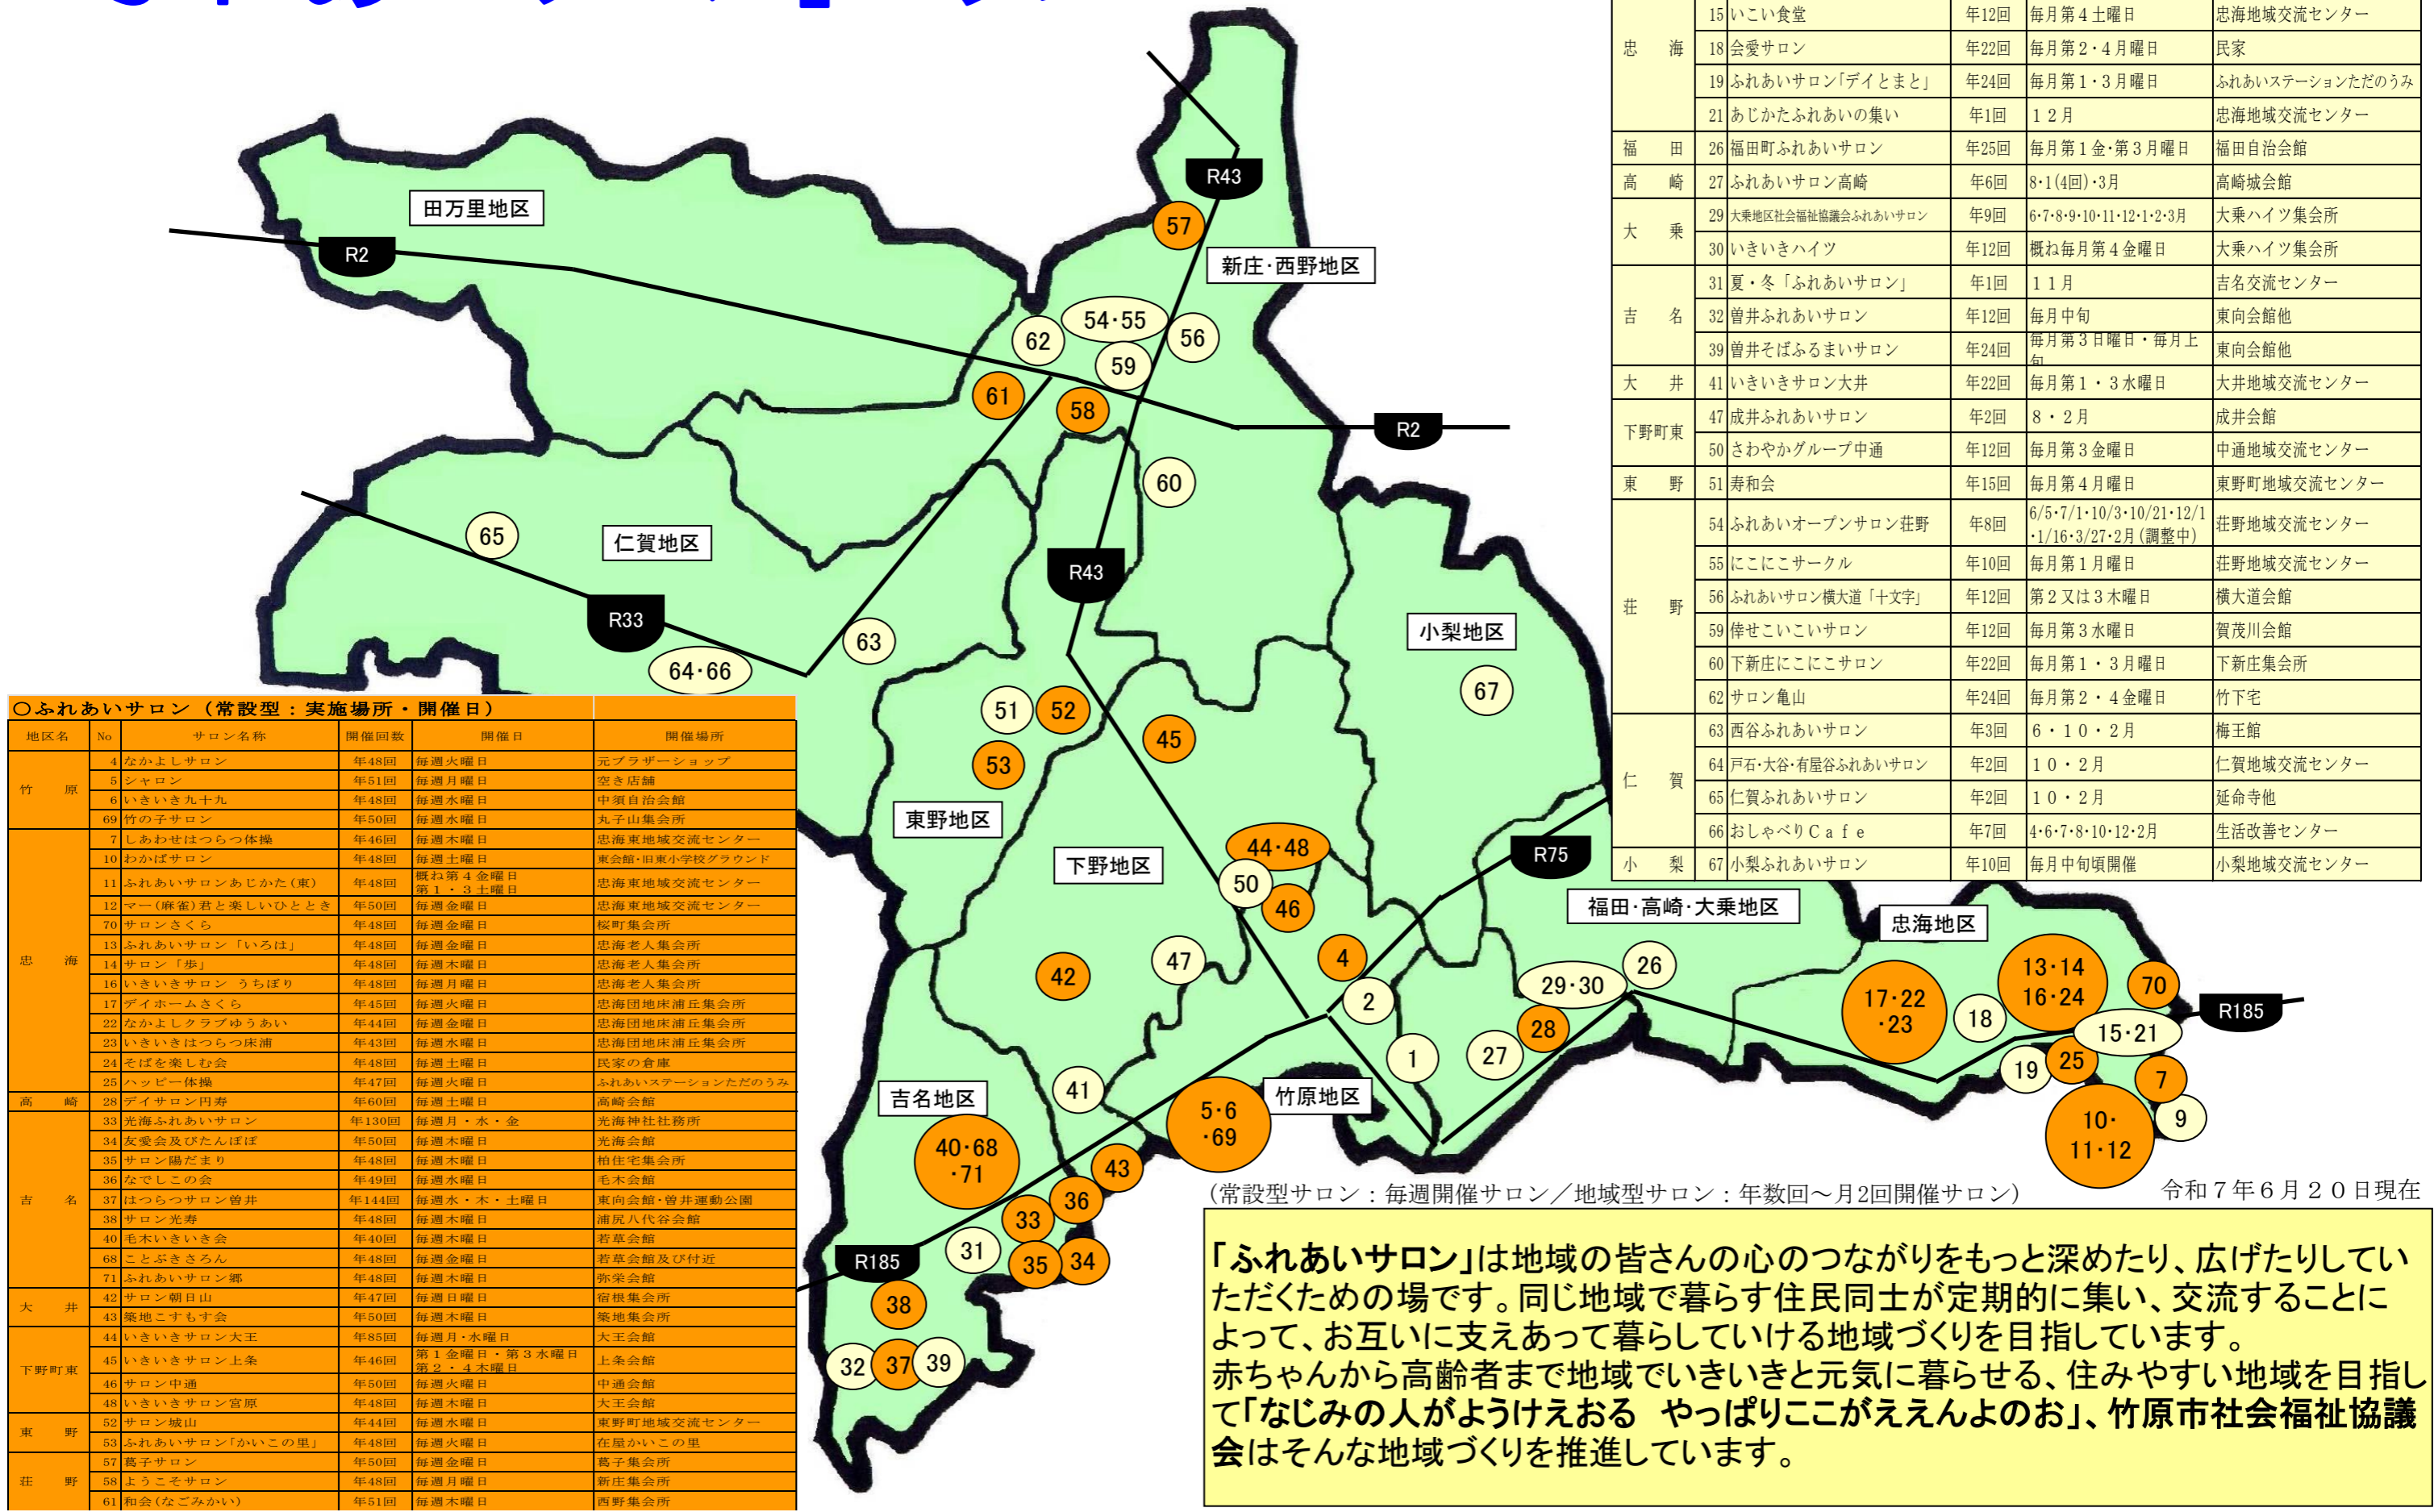 忠　海
15 いこい食堂 年12回 毎月第４土曜日 忠海地域交流センター
18 会愛サロン 年22回 毎月第２・４月曜日 民家
19 ふれあいサロン｢デイとまと｣ 年24回 毎月第１・３月曜日 ふれあいステーションただのうみ
21 あじかたふれあいの集い 年1回 １２月 忠海地域交流センター
福　田 26 福田町ふれあいサロン 年25回 毎月第１金・第３月曜日 福田自治会館
高　崎 27 ふれあいサロン高崎 年6回 8・1(4回)・3月 高崎城会館
大　乗
29 大乗地区社会福祉協議会ふれあいサロン 年9回 6・7・8・9・10・11・12・1・2・3月 大乗ハイツ集会所
30 いきいきハイツ 年12回 概ね毎月第４金曜日 大乗ハイツ集会所
吉　名
31 夏・冬「ふれあいサロン」 年1回 １１月 吉名交流センター
32 曽井ふれあいサロン 年12回 毎月中旬 東向会館他
39 曽井そばふるまいサロン 年24回 毎月第３日曜日・毎月上旬 東向会館他
大　井 41 いきいきサロン大井 年22回 毎月第１・３水曜日 大井地域交流センター
下野町東
47 成井ふれあいサロン 年2回 ８・２月 成井会館
50 さわやかグループ中通 年12回 毎月第３金曜日 中通地域交流センター
東　野 51 寿和会 年15回 毎月第４月曜日 東野町地域交流センター
荘　野
54 ふれあいオープンサロン荘野 年8回 6/5・7/1・10/3・10/21・12/1
・1/16・3/27・2月(調整中) 荘野地域交流センター
55 にこにこサークル 年10回 毎月第１月曜日 荘野地域交流センター
56 ふれあいサロン横大道「十文字」 年12回 第２又は３木曜日 横大道会館
59 倖せこいこいサロン 年12回 毎月第３水曜日 賀茂川会館
60 下新庄にこにこサロン 年22回 毎月第１・３月曜日 下新庄集会所
62 サロン亀山 年24回 毎月第２・４金曜日 竹下宅
仁　賀
63 西谷ふれあいサロン 年3回 ６・１０・２月 梅王館
64 戸石・大谷・有屋谷ふれあいサロン 年2回 １０・２月 仁賀地域交流センター
65 仁賀ふれあいサロン 年2回 １０・２月 延命寺他
66 おしゃべりＣａｆｅ 年7回 4・6・7・8・10・12・2月 生活改善センター
小　梨 67 小梨ふれあいサロン 年10回 毎月中旬頃開催 小梨地域交流センター
R43
田万里地区
57
R2
新庄・西野地区
54・55
62
56
59
61
58
R2
60
65
仁賀地区
R43
R33
63
小梨地区
64・66
67
51
52
45
53
東野地区
44・48
下野地区
R75
50
46
福田・高崎・大乗地区
忠海地区
4
47
42
26
29・30
2
13・14
16・24
70
17・22
・23
R185
18
28
15・21
1
27
25
19
7
41
吉名地区
竹原地区
5・6
・69
9
10・
11・12
40・68
・71
43
36
33
31
R185
35
34
38
32
37
39
〇ふれあいサロン（常設型：実施場所・開催日）
地区名 No サロン名称 開催回数 開催日 開催場所
竹　原
4 なかよしサロン 年48回 毎週火曜日 元ブラザーショップ
5 シャロン 年51回 毎週月曜日 空き店舗
6 いきいき九十九 年48回 毎週水曜日 中須自治会館
69 竹の子サロン 年50回 毎週水曜日 丸子山集会所
忠　海
7 しあわせはつらつ体操 年46回 毎週木曜日 忠海東地域交流センター
10 わかばサロン 年48回 毎週土曜日 東会館・旧東小学校グラウンド
11 ふれあいサロンあじかた(東) 年48回 概ね第４金曜日
第１・３土曜日 忠海東地域交流センター
12 マー(麻雀)君と楽しいひととき 年50回 毎週金曜日 忠海東地域交流センター
70 サロンさくら 年48回 毎週金曜日 桜町集会所
13 ふれあいサロン「いろは」 年48回 毎週金曜日 忠海老人集会所
14 サロン「歩」 年48回 毎週木曜日 忠海老人集会所
16 いきいきサロン うちぼり 年48回 毎週月曜日 忠海老人集会所
17 デイホームさくら 年45回 毎週火曜日 忠海団地床浦丘集会所
22 なかよしクラブゆうあい 年44回 毎週金曜日 忠海団地床浦丘集会所
23 いきいきはつらつ床浦 年43回 毎週水曜日 忠海団地床浦丘集会所
24 そばを楽しむ会 年48回 毎週土曜日 民家の倉庫
25 ハッピー体操 年47回 毎週火曜日 ふれあいステーションただのうみ
高　崎 28 デイサロン円寿 年60回 毎週土曜日 高崎会館
吉　名
33 光海ふれあいサロン 年130回 毎週月・水・金 光海神社社務所
34 友愛会及びたんぽぽ 年50回 毎週木曜日 光海会館
35 サロン陽だまり 年48回 毎週木曜日 柏住宅集会所
36 なでしこの会 年49回 毎週水曜日 毛木会館
37 はつらつサロン曽井 年144回 毎週水・木・土曜日 東向会館・曽井運動公園
38 サロン光寿 年48回 毎週木曜日 浦尻八代谷会館
40 毛木いきいき会 年40回 毎週木曜日 若草会館
68 ことぶきさろん 年48回 毎週金曜日 若草会館及び付近
71 ふれあいサロン郷 年48回 毎週木曜日 弥栄会館
大　井
42 サロン朝日山 年47回 毎週日曜日 宿根集会所
43 築地こすもす会 年50回 毎週木曜日 築地集会所
下野町東
44 いきいきサロン大王 年85回 毎週月・水曜日 大王会館
45 いきいきサロン上条 年46回 第１金曜日・第３水曜日
第２・４木曜日 上条会館
46 サロン中通 年50回 毎週火曜日 中通会館
48 いきいきサロン宮原 年48回 毎週木曜日 大王会館
東　野
52 サロン城山 年44回 毎週水曜日 東野町地域交流センター
53 ふれあいサロン｢かいこの里｣ 年48回 毎週火曜日 在屋かいこの里
荘　野
57 葛子サロン 年50回 毎週金曜日 葛子集会所
58 ようこそサロン 年48回 毎週月曜日 新庄集会所
61 和会(なごみかい) 年51回 毎週木曜日 西野集会所
（常設型サロン：毎週開催サロン／地域型サロン：年数回～月2回開催サロン）
令和７年６月２０日現在
「ふれあいサロン」は地域の皆さんの心のつながりをもっと深めたり、広げたりしてい
ただくための場です。同じ地域で暮らす住民同士が定期的に集い、交流することに
よって、お互いに支えあって暮らしていける地域づくりを目指しています。
赤ちゃんから高齢者まで地域でいきいきと元気に暮らせる、住みやすい地域を目指し
て「なじみの人がようけえおる　やっぱりここがええんよのお」、竹原市社会福祉協議
会はそんな地域づくりを推進しています。